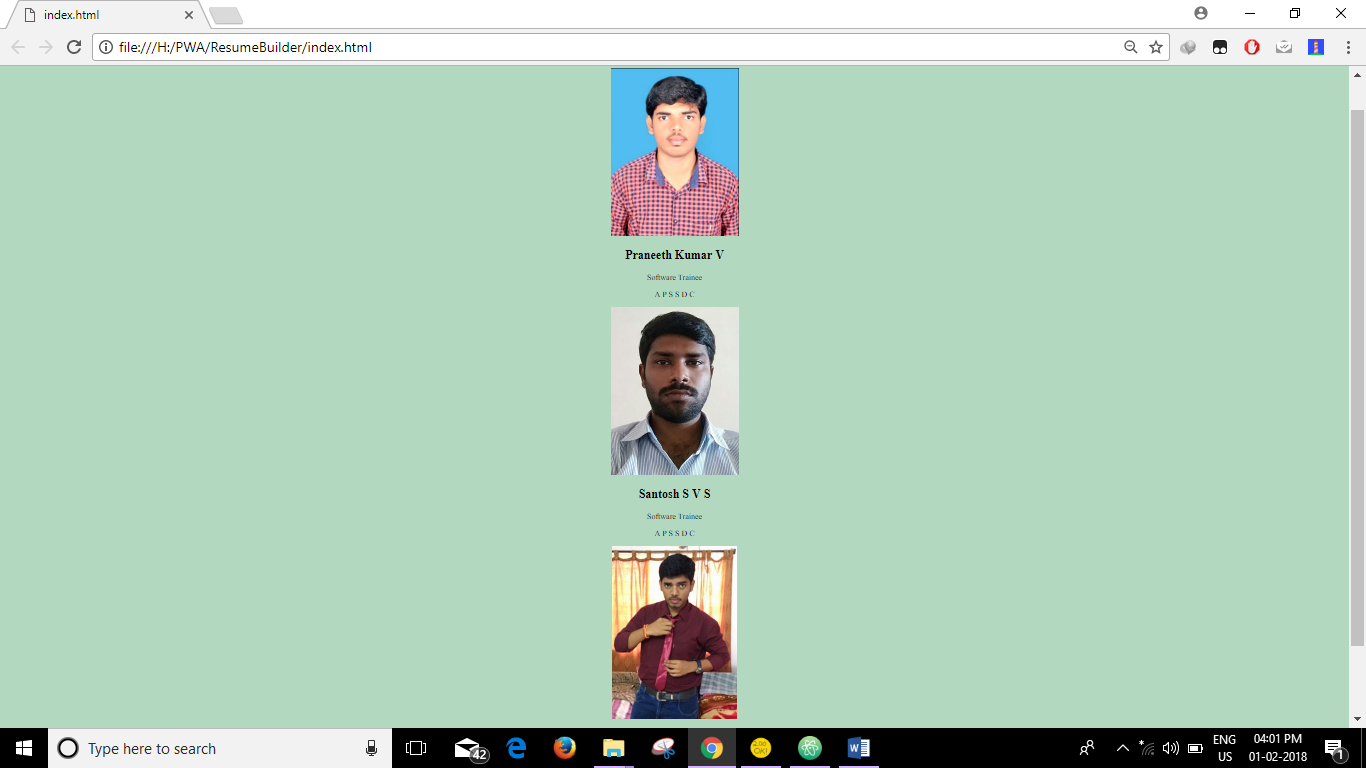 index.html
file:///H:/PWA/ResumeBuilder/index.html
Praneeth Kumar V
Software Trainee
A P S S D C
Santosh S V S
Software Trainee
A P S S D C
Type here to search
42
ENG
US
04:01 PM
01-02-2018
1